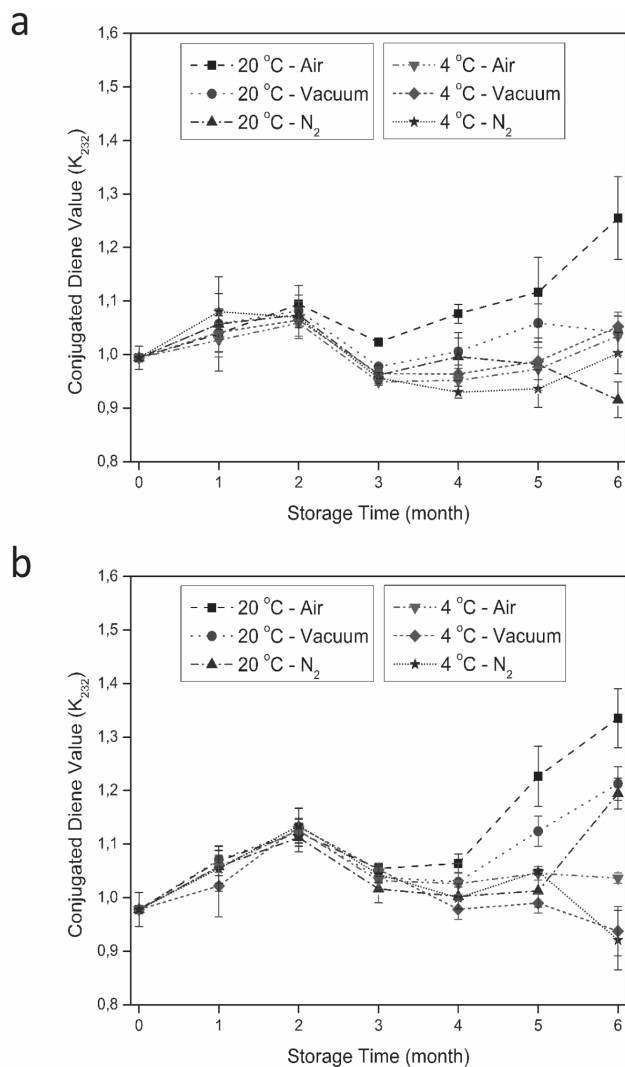 a
1,6
1,5
1,4
1,3
1,2
1,1
1,0
0,9
0,8
Conjugated Diene Value (K₂₃₂)
20 °C - Air
20 °C - Vacuum
20 °C - N₂
4 °C - Air
4 °C - Vacuum
4 °C - N₂
0 1 2 3 4 5 6
Storage Time (month)
b
1,6
1,5
1,4
1,3
1,2
1,1
1,0
0,9
0,8
Conjugated Diene Value (K₂₃₂)
20 °C - Air
20 °C - Vacuum
20 °C - N₂
4 °C - Air
4 °C - Vacuum
4 °C - N₂
0 1 2 3 4 5 6
Storage Time (month)